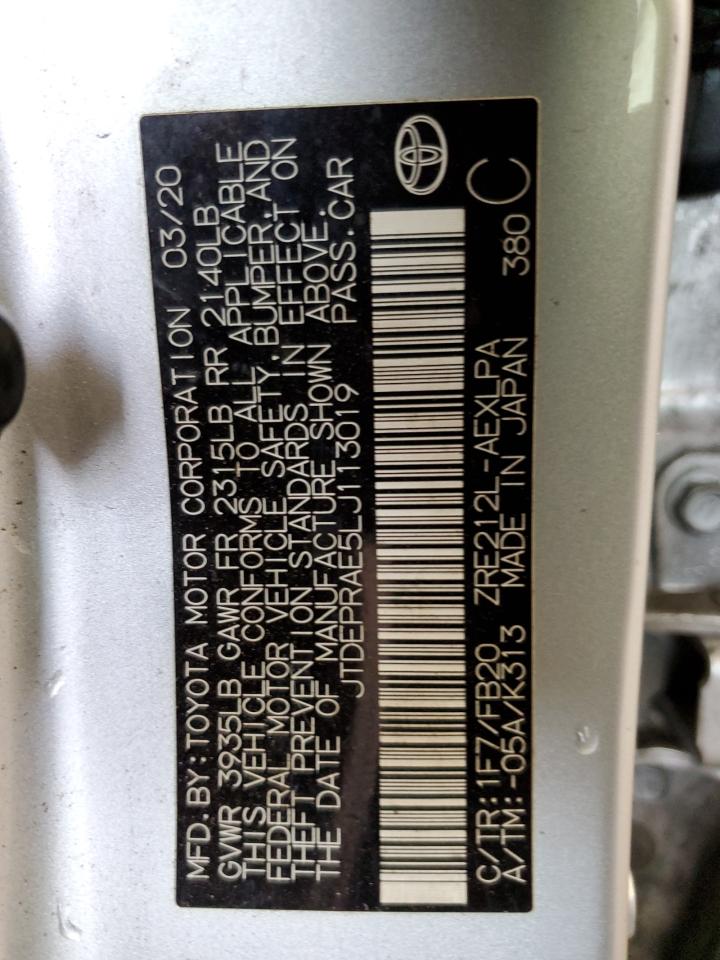 MFD. BY: TOYOTA MOTOR CORPORATION 03/20
GVWR 3935LB GAWR FR 2315LB RR 2140LB
THIS VEHICLE CONFORMS TO ALL APPLICABLE
FEDERAL MOTOR VEHICLE SAFETY, BUMPER, AND
THEFT PREVENTION STANDARDS IN EFFECT ON
THE DATE OF MANUFACTURE SHOWN ABOVE.
JTDEPRAE5LJ113019 PASS. CAR
C/TR: 1F7/FB20 ZRE212L-AEXLPA
A/TM: -05A/K313 MADE IN JAPAN 380 C